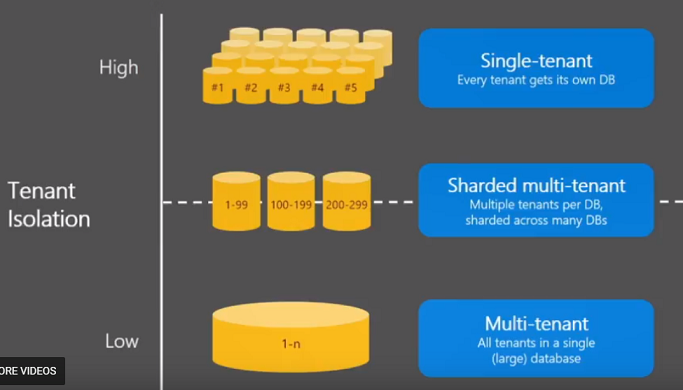 High
#1 #2 #3 #4 #5
Single-tenant
Every tenant gets its own DB
Tenant
Isolation
1-99 100-199 200-299
Sharded multi-tenant
Multiple tenants per DB,
sharded across many DBs
Low
1-n
Multi-tenant
All tenants in a single
(large) database
ORE VIDEOS